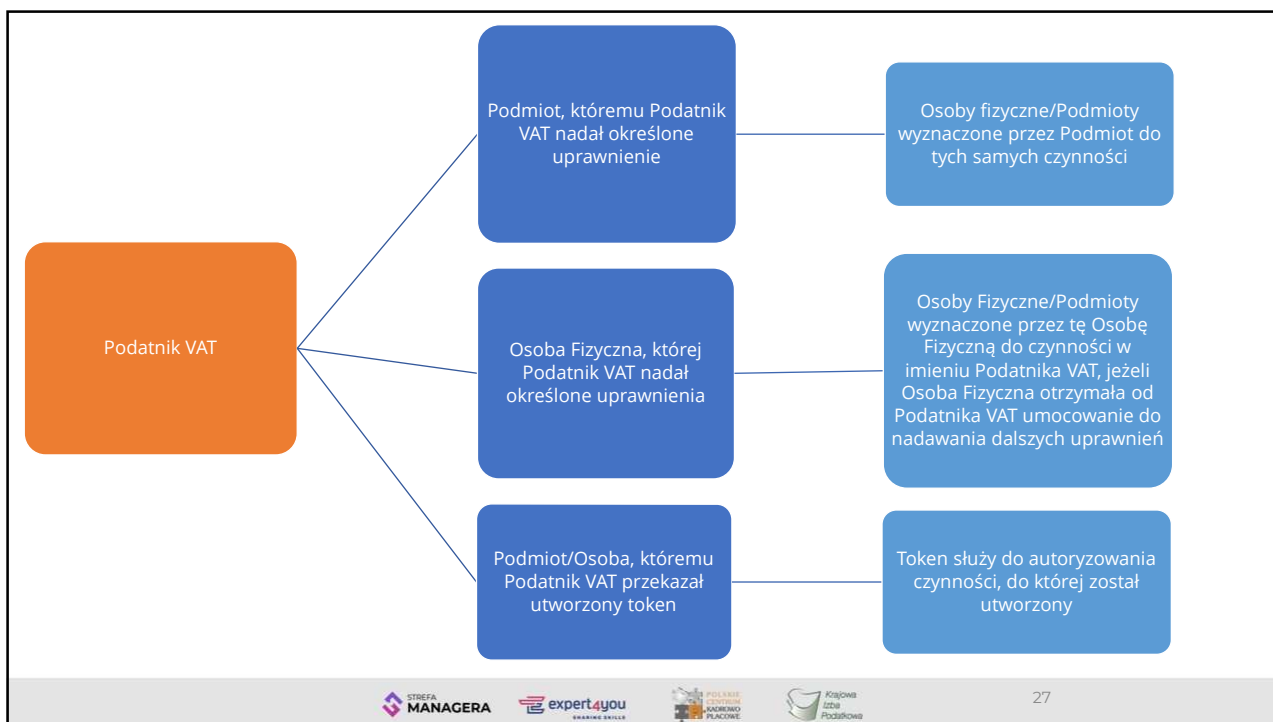 Podmiot, któremu Podatnik
VAT nadał określone
uprawnienie
Osoby fizyczne/Podmioty
wyznaczone przez Podmiot do
tych samych czynności
Podatnik VAT
Osoba Fizyczna, której
Podatnik VAT nadał
określone uprawnienia
Osoby Fizyczne/Podmioty
wyznaczone przez tę Osobę
Fizyczną do czynności w
imieniu Podatnika VAT, jeżeli
Osoba Fizyczna otrzymała od
Podatnika VAT umocowanie do
nadawania dalszych uprawnień
Podmiot/Osoba, któremu
Podatnik VAT przekazał
utworzony token
Token służy do autoryzowania
czynności, do której został
utworzony
STREFA
MANAGERA
expert4you
SHARING SKILLS
POLSKIE
CENTRUM
KADROWO
PŁACOWE
Krajowa
Izba
Podatkowa
27